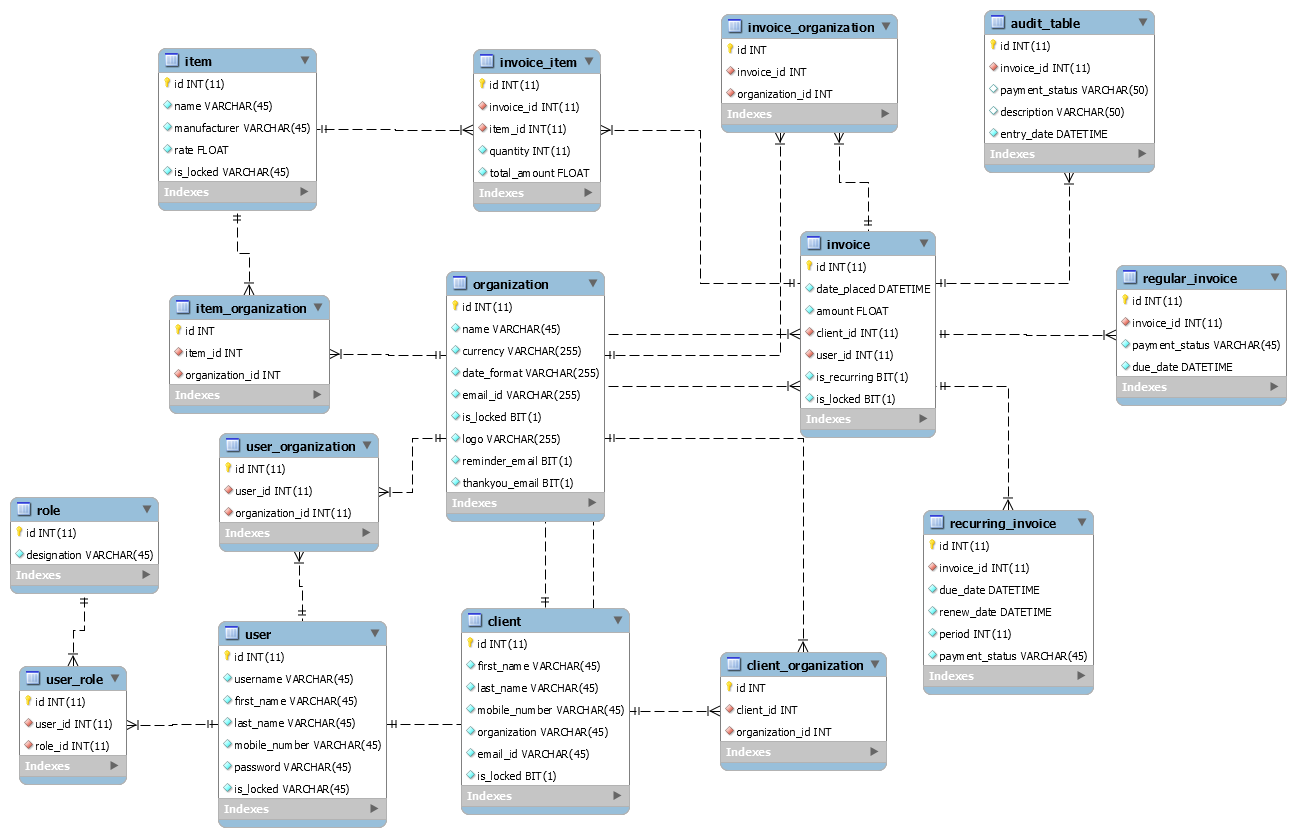 item
id INT(11)
name VARCHAR(45)
manufacturer VARCHAR(45)
rate FLOAT
is_locked VARCHAR(45)
Indexes
invoice_item
id INT(11)
invoice_id INT(11)
item_id INT(11)
quantity INT(11)
total_amount FLOAT
Indexes
invoice_organization
id INT
invoice_id INT
organization_id INT
Indexes
audit_table
id INT(11)
invoice_id INT(11)
payment_status VARCHAR(50)
description VARCHAR(50)
entry_date DATETIME
Indexes
item_organization
id INT
item_id INT
organization_id INT
Indexes
organization
id INT(11)
name VARCHAR(45)
currency VARCHAR(255)
date_format VARCHAR(255)
email_id VARCHAR(255)
is_locked BIT(1)
logo VARCHAR(255)
reminder_email BIT(1)
thankyou_email BIT(1)
Indexes
invoice
id INT(11)
date_placed DATETIME
amount FLOAT
client_id INT(11)
user_id INT(11)
is_recurring BIT(1)
is_locked BIT(1)
Indexes
regular_invoice
id INT(11)
invoice_id INT(11)
payment_status VARCHAR(45)
due_date DATETIME
Indexes
user_organization
id INT(11)
user_id INT(11)
organization_id INT(11)
Indexes
role
id INT(11)
designation VARCHAR(45)
Indexes
recurring_invoice
id INT(11)
invoice_id INT(11)
due_date DATETIME
renew_date DATETIME
period INT(11)
payment_status VARCHAR(45)
Indexes
user_role
id INT(11)
user_id INT(11)
role_id INT(11)
Indexes
user
id INT(11)
username VARCHAR(45)
first_name VARCHAR(45)
last_name VARCHAR(45)
mobile_number VARCHAR(45)
password VARCHAR(45)
is_locked VARCHAR(45)
Indexes
client
id INT(11)
first_name VARCHAR(45)
last_name VARCHAR(45)
mobile_number VARCHAR(45)
organization VARCHAR(45)
email_id VARCHAR(45)
is_locked BIT(1)
Indexes
client_organization
id INT
client_id INT
organization_id INT
Indexes